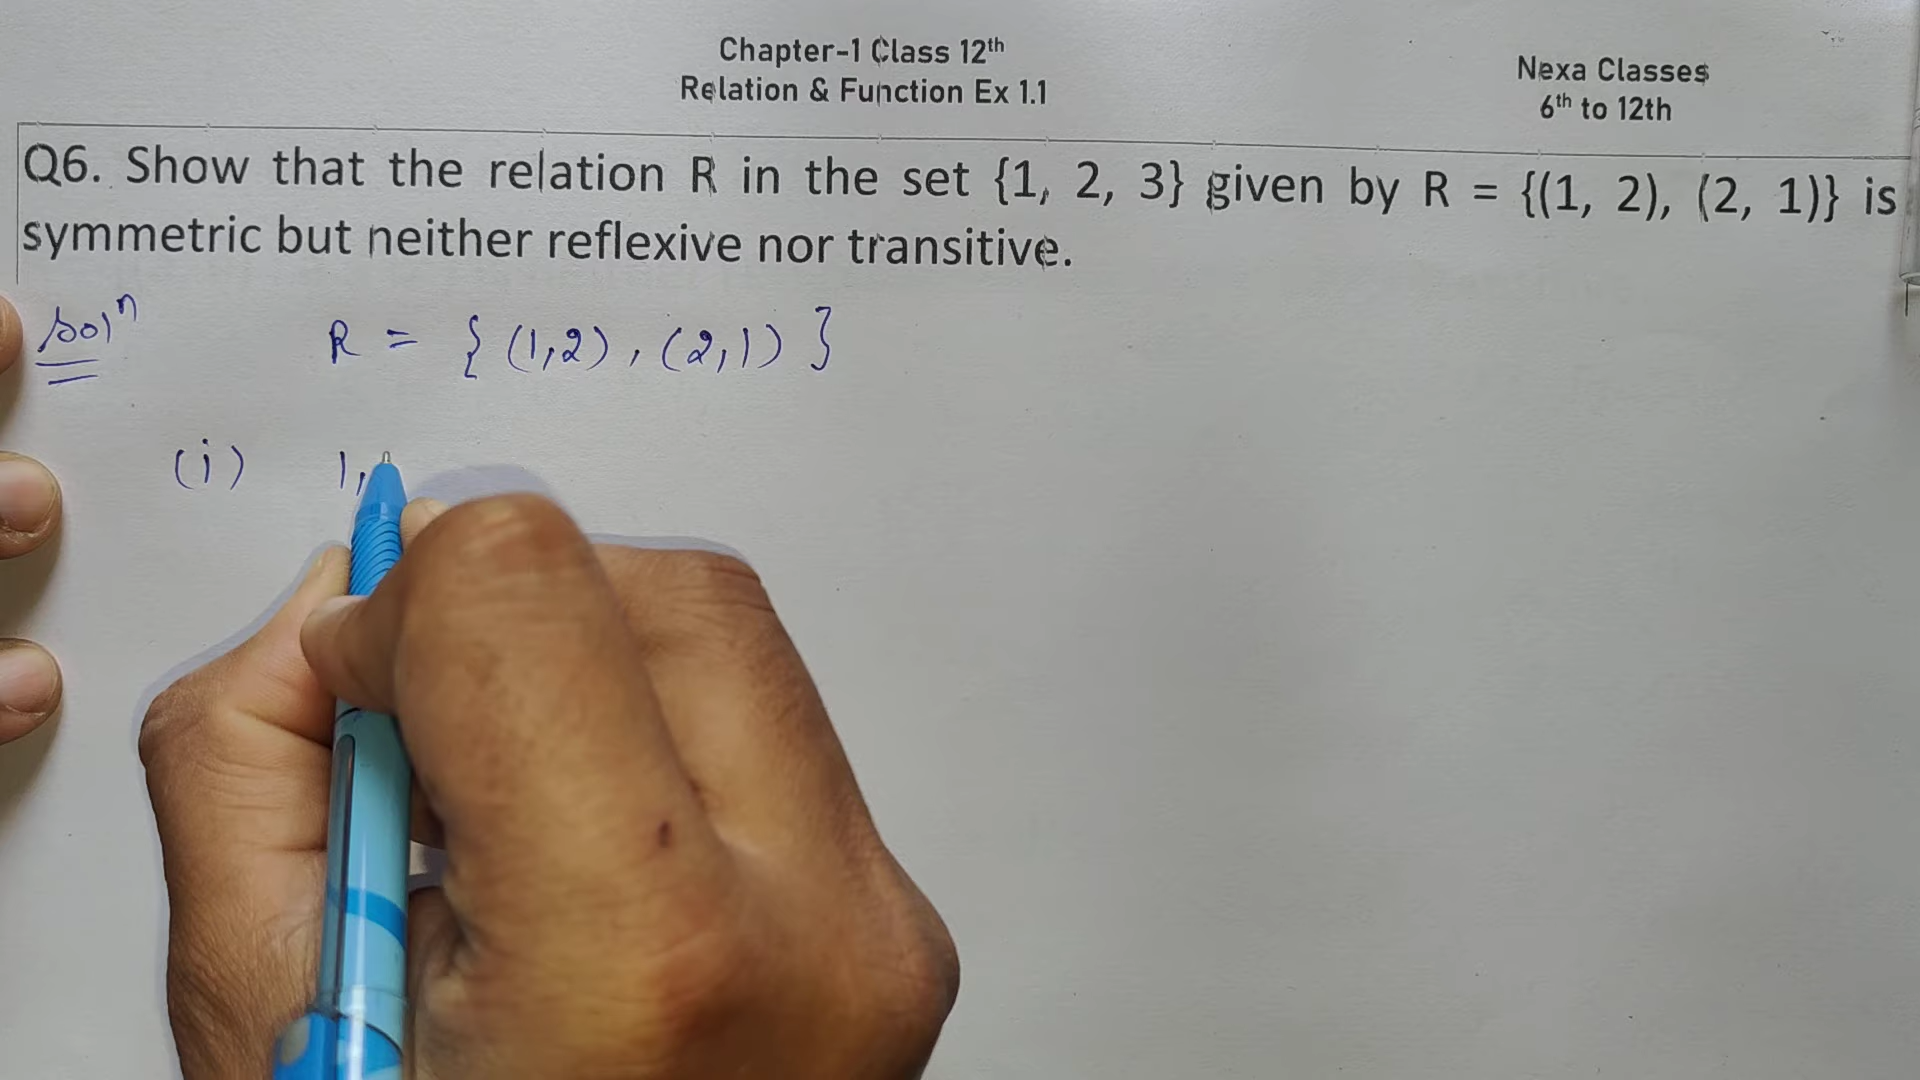 Chapter-1 Class 12th
Relation & Function Ex 1.1
Nexa Classes
6th to 12th
Q6. Show that the relation R in the set {1, 2, 3} given by R = {(1, 2), (2, 1)} is
symmetric but neither reflexive nor transitive.
Solⁿ R = { (1,2), (2,1) }
(i) 1,